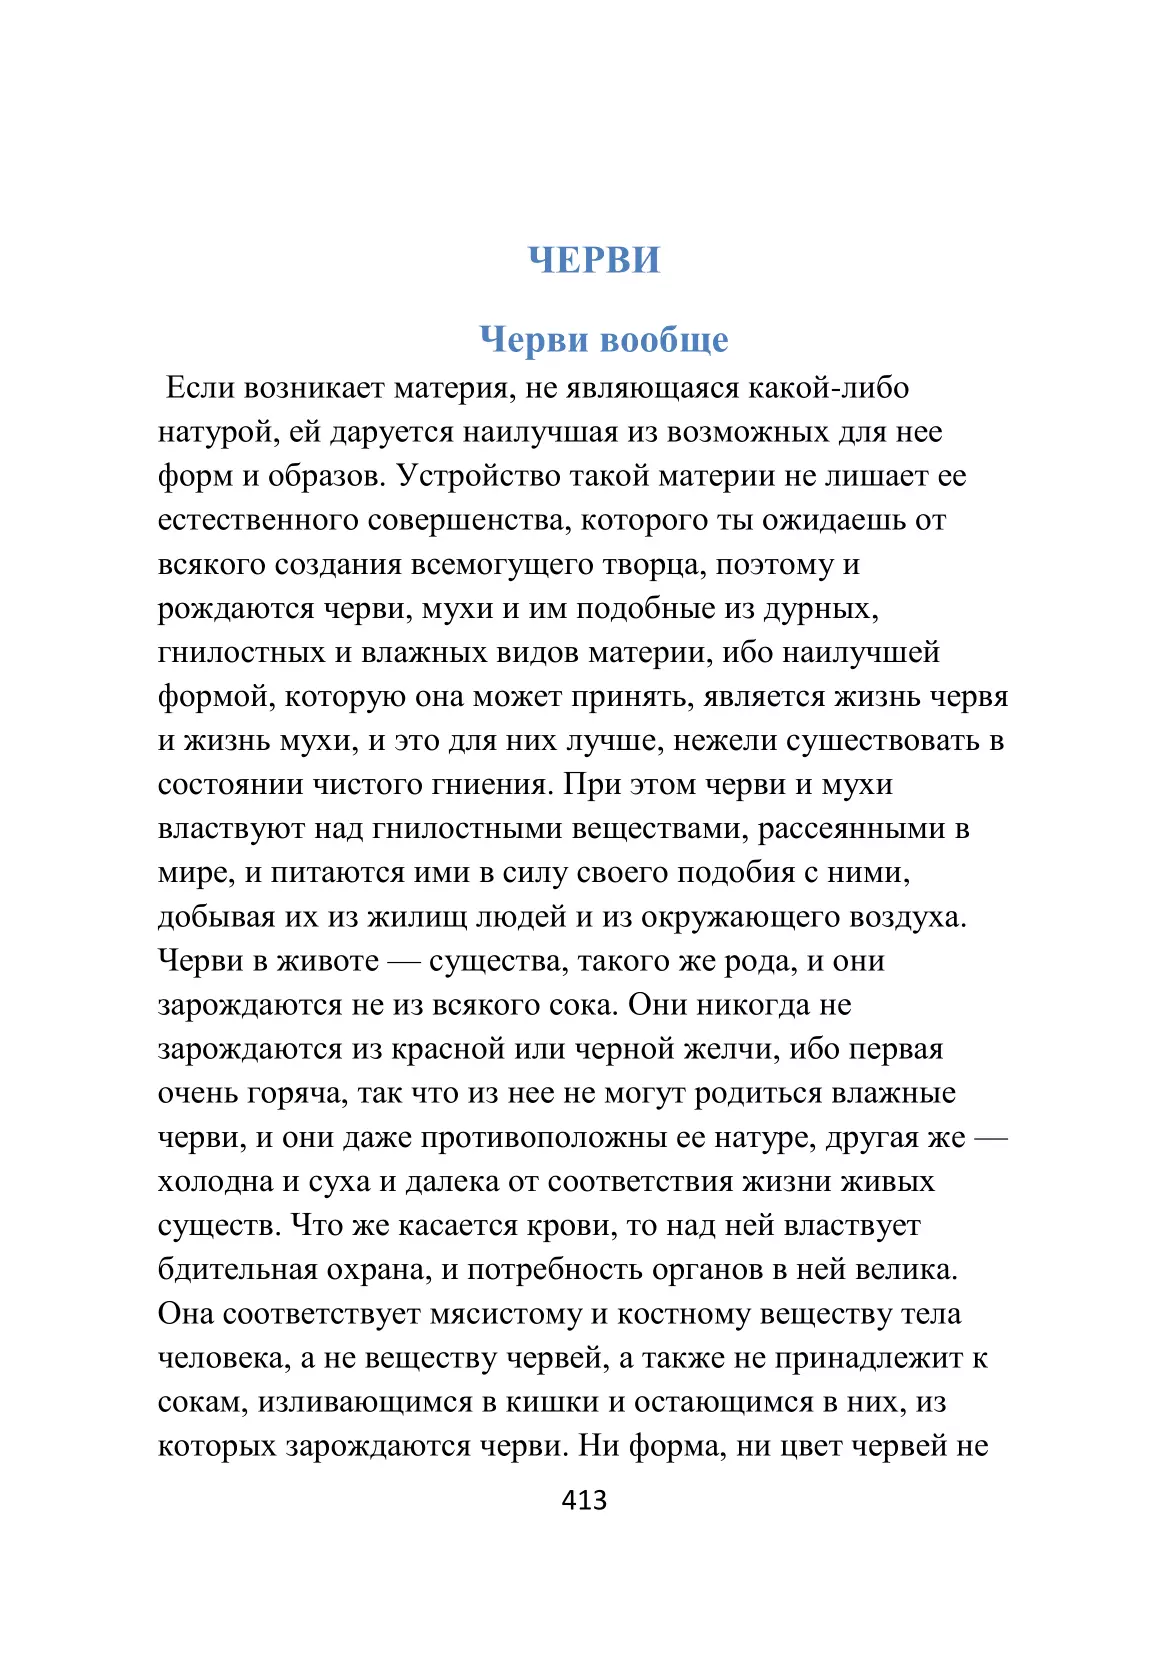 ЧЕРВИ
Черви вообще
Если возникает материя, не являющаяся какой-либо
натурой, ей даруется наилучшая из возможных для нее
форм и образов. Устройство такой материи не лишает ее
естественного совершенства, которого ты ожидаешь от
всякого создания всемогущего творца, поэтому и
рождаются черви, мухи и им подобные из дурных,
гнилостных и влажных видов материи, ибо наилучшей
формой, которую она может принять, является жизнь червя
и жизнь мухи, и это для них лучше, нежели сушествовать в
состоянии чистого гниения. При этом черви и мухи
властвуют над гнилостными веществами, рассеянными в
мире, и питаются ими в силу своего подобия с ними,
добывая их из жилищ людей и из окружающего воздуха.
Черви в животе — существа, такого же рода, и они
зарождаются не из всякого сока. Они никогда не
зарождаются из красной или черной желчи, ибо первая
очень горяча, так что из нее не могут родиться влажные
черви, и они даже противоположны ее натуре, другая же —
холодна и суха и далека от соответствия жизни живых
существ. Что же касается крови, то над ней властвует
бдительная охрана, и потребность органов в ней велика.
Она соответствует мясистому и костному веществу тела
человека, а не веществу червей, а также не принадлежит к
сокам, изливающимся в кишки и остающимся в них, из
которых зарождаются черви. Ни форма, ни цвет червей не
413